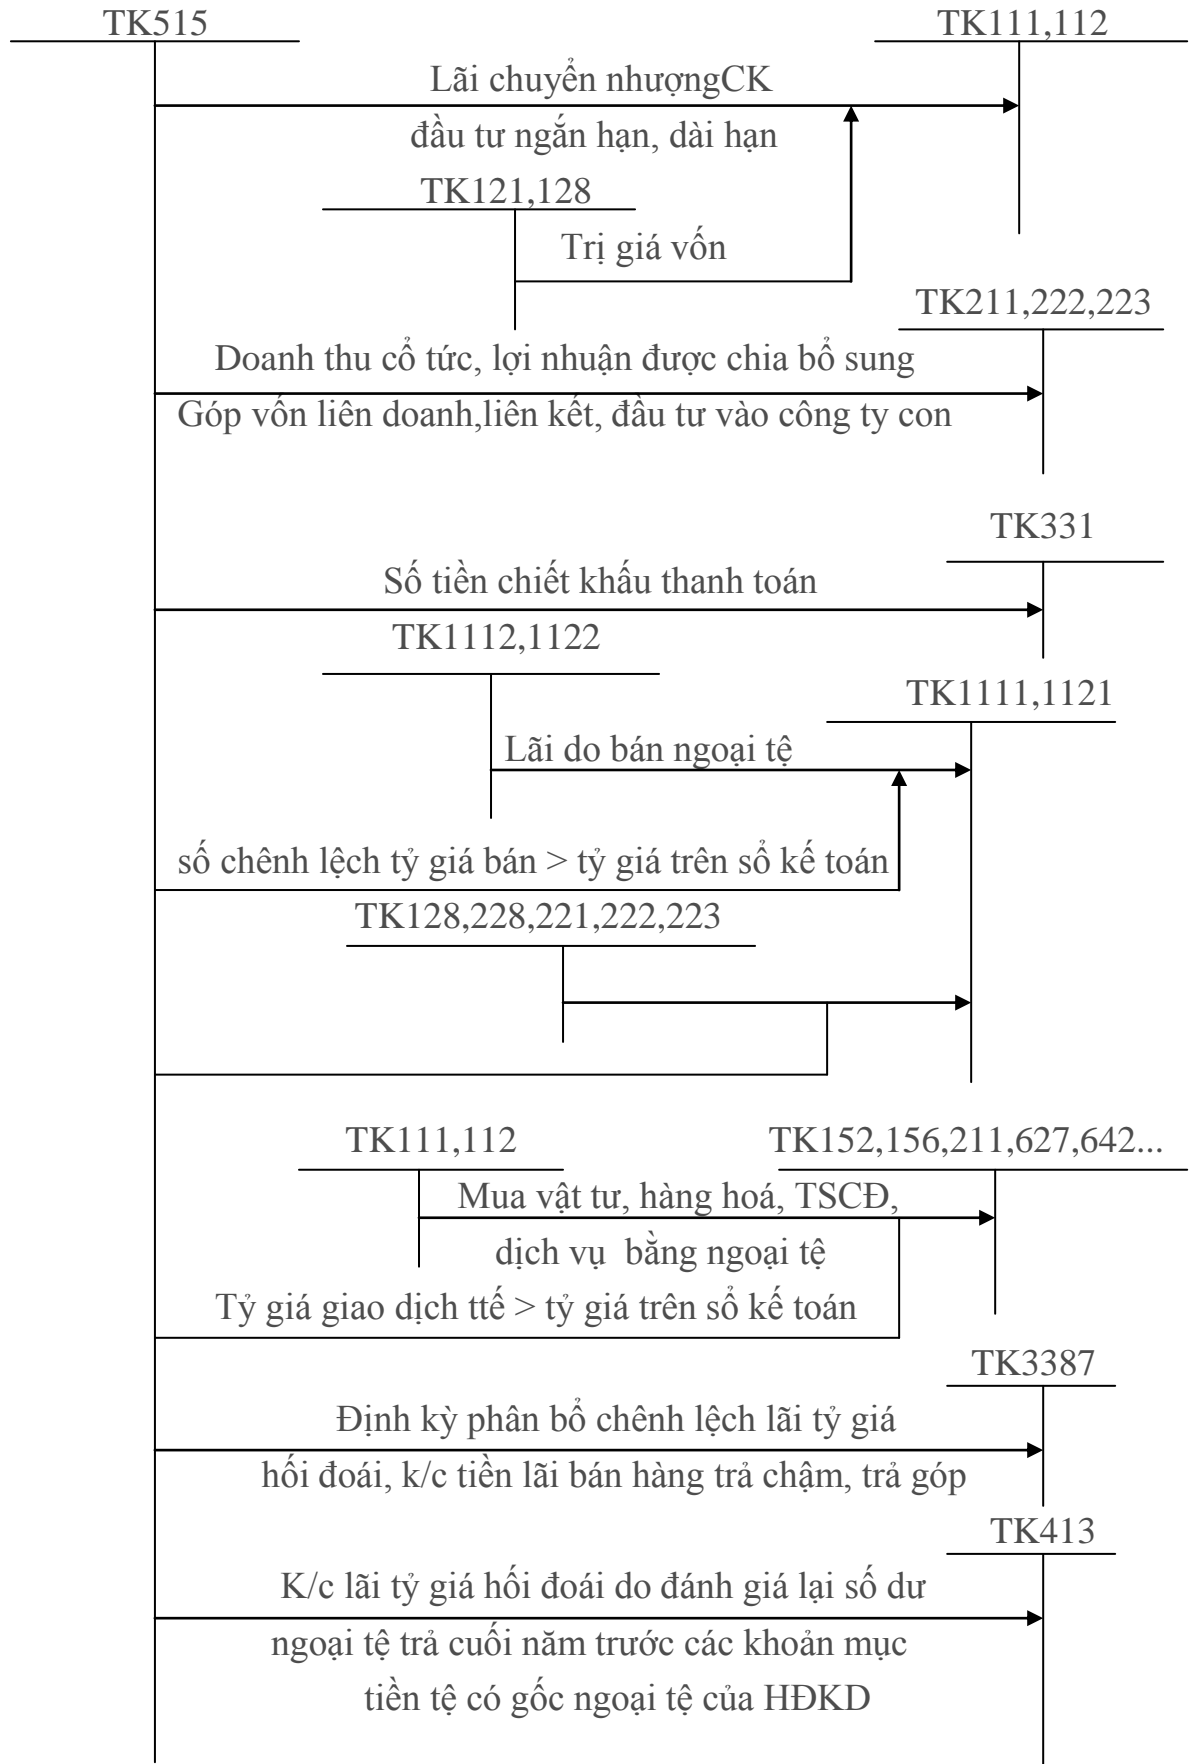 TK515
TK111,112
Lãi chuyển nhượngCK
đầu tư ngắn hạn, dài hạn
TK121,128
Trị giá vốn
TK211,222,223
Doanh thu cổ tức, lợi nhuận được chia bổ sung
Góp vốn liên doanh,liên kết, đầu tư vào công ty con
TK331
Số tiền chiết khấu thanh toán
TK1112,1122
TK1111,1121
Lãi do bán ngoại tệ
số chênh lệch tỷ giá bán > tỷ giá trên sổ kế toán
TK128,228,221,222,223
TK111,112
TK152,156,211,627,642...
Mua vật tư, hàng hoá, TSCĐ,
dịch vụ bằng ngoại tệ
Tỷ giá giao dịch ttế > tỷ giá trên sổ kế toán
TK3387
Định kỳ phân bổ chênh lệch lãi tỷ giá
hối đoái, k/c tiền lãi bán hàng trả chậm, trả góp
TK413
K/c lãi tỷ giá hối đoái do đánh giá lại số dư
ngoại tệ trả cuối năm trước các khoản mục
tiền tệ có gốc ngoại tệ của HĐKD